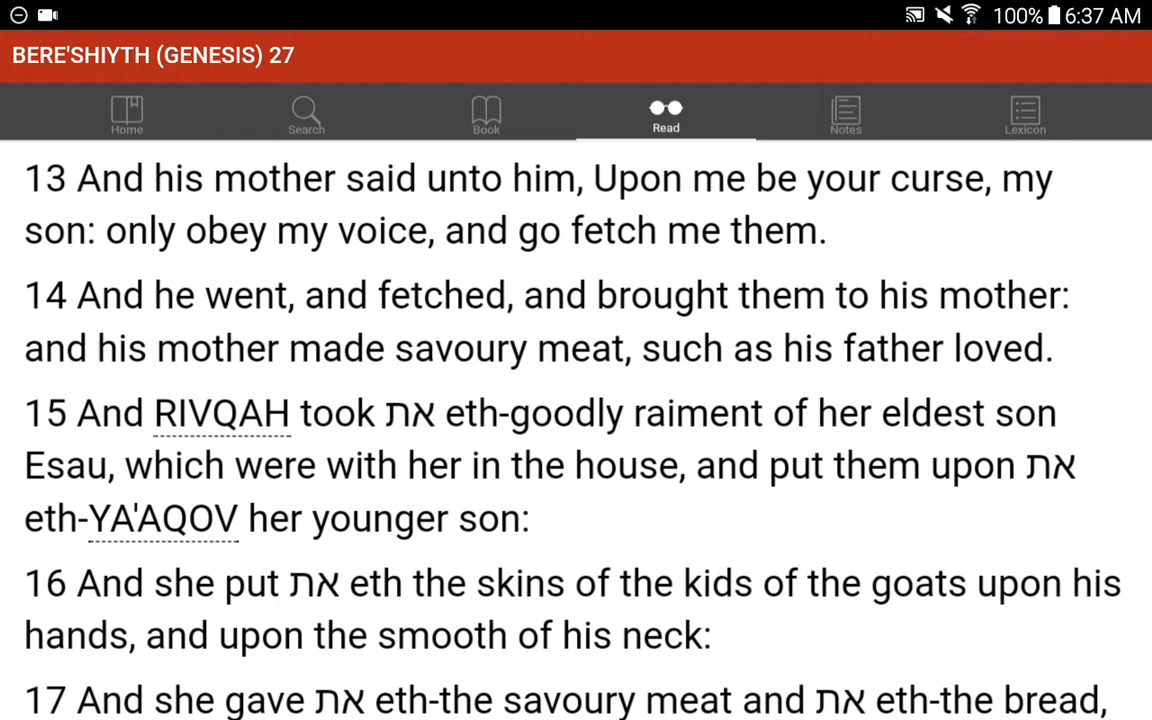 100% 6:37 AM
BERE'SHIYTH (GENESIS) 27
Home Search Book Read Notes Lexicon
13 And his mother said unto him, Upon me be your curse, my
son: only obey my voice, and go fetch me them.
14 And he went, and fetched, and brought them to his mother:
and his mother made savoury meat, such as his father loved.
15 And RIVQAH took את eth-goodly raiment of her eldest son
Esau, which were with her in the house, and put them upon את
eth-YA'AQOV her younger son:
16 And she put את eth the skins of the kids of the goats upon his
hands, and upon the smooth of his neck:
17 And she gave את eth-the savoury meat and את eth-the bread,